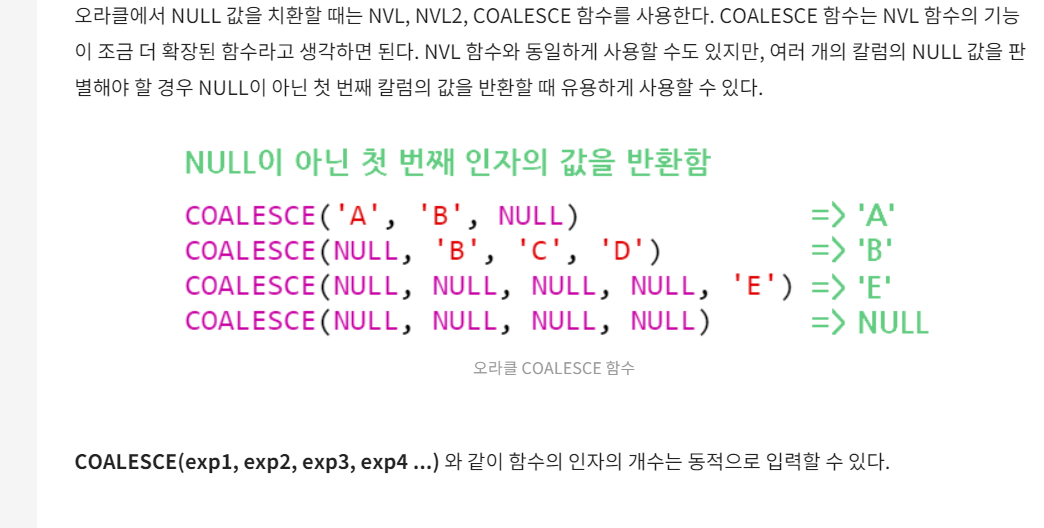 오라클에서 NULL 값을 치환할 때는 NVL, NVL2, COALESCE 함수를 사용한다. COALESCE 함수는 NVL 함수의 기능
이 조금 더 확장된 함수라고 생각하면 된다. NVL 함수와 동일하게 사용할 수도 있지만, 여러 개의 칼럼의 NULL 값을 판
별해야 할 경우 NULL이 아닌 첫 번째 칼럼의 값을 반환할 때 유용하게 사용할 수 있다.
NULL이 아닌 첫 번째 인자의 값을 반환함
COALESCE('A', 'B', NULL) => 'A'
COALESCE(NULL, 'B', 'C', 'D') => 'B'
COALESCE(NULL, NULL, NULL, NULL, 'E') => 'E'
COALESCE(NULL, NULL, NULL, NULL) => NULL
오라클 COALESCE 함수
COALESCE(exp1, exp2, exp3, exp4 ...) 와 같이 함수의 인자의 개수는 동적으로 입력할 수 있다.